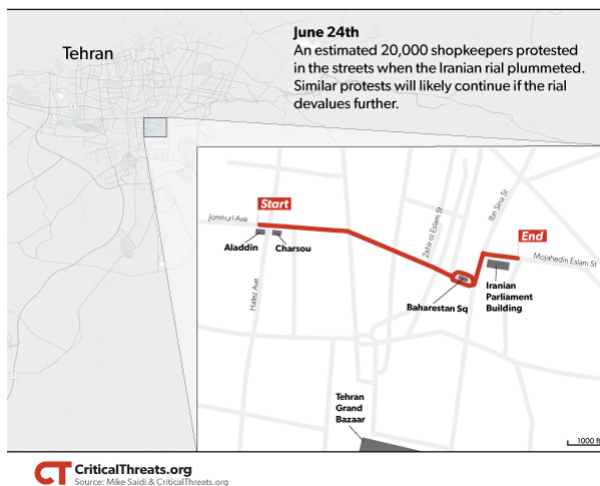 June 24th
An estimated 20,000 shopkeepers protested
in the streets when the Iranian rial plummeted.
Similar protests will likely continue if the rial
devalues further.
Tehran
Start
Jomhuri Ave
Aladdin
Charsou
Hafez Ave
Zahir ol Eslam St
Ibn Sina St
End
Mojahedin Eslam St
Baharestan Sq
Iranian
Parliament
Building
Tehran
Grand
Bazaar
1000 ft
CT CriticalThreats.org
Source: Mike Saidi & CriticalThreats.org